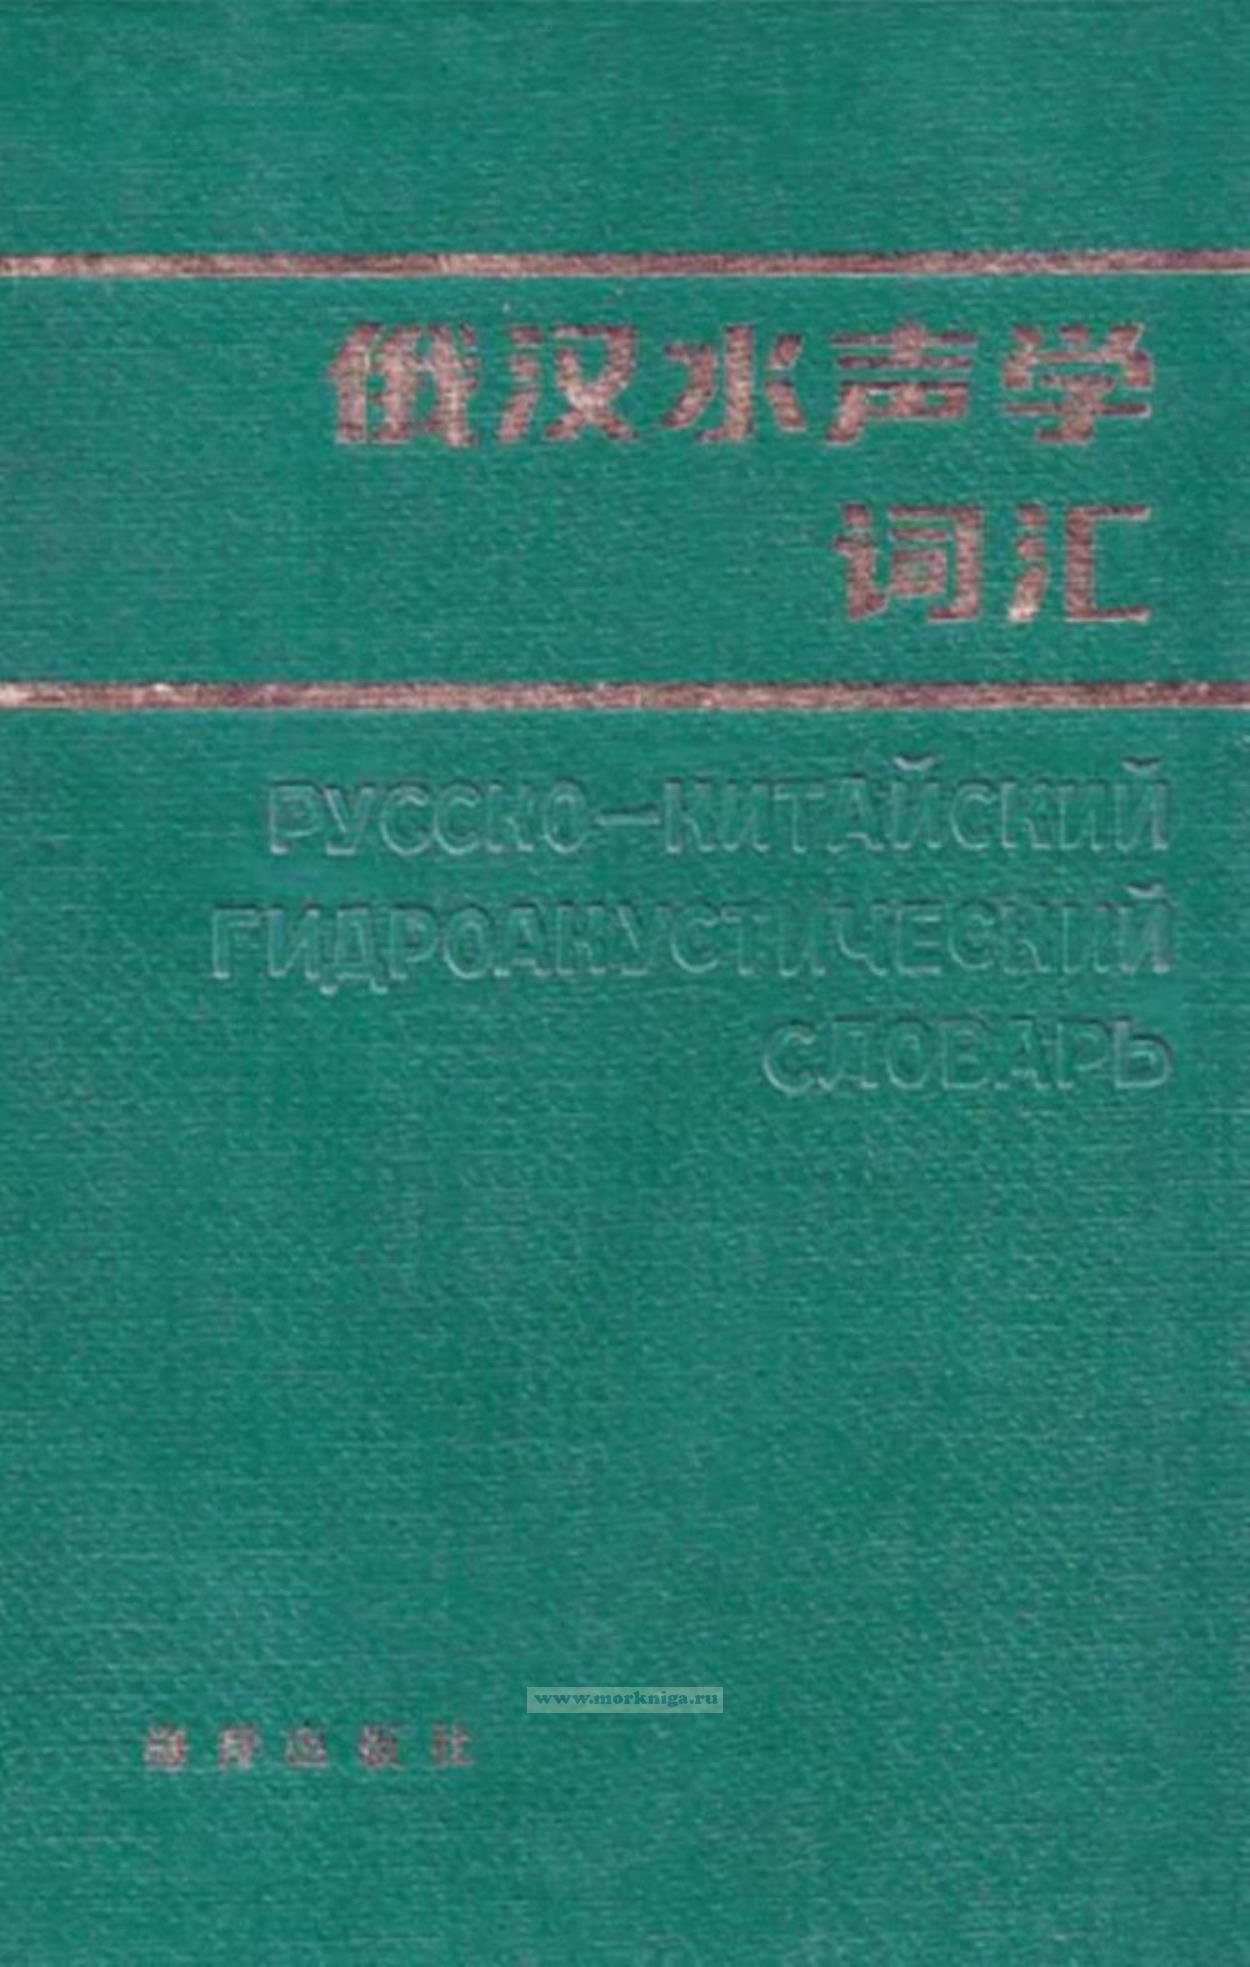 俄汉水声学
词汇
РУССКО—КИТАЙСКИЙ
ГИДРОАКУСТИЧЕСКИЙ
СЛОВАРЬ
www.morkniga.ru
海洋出版社